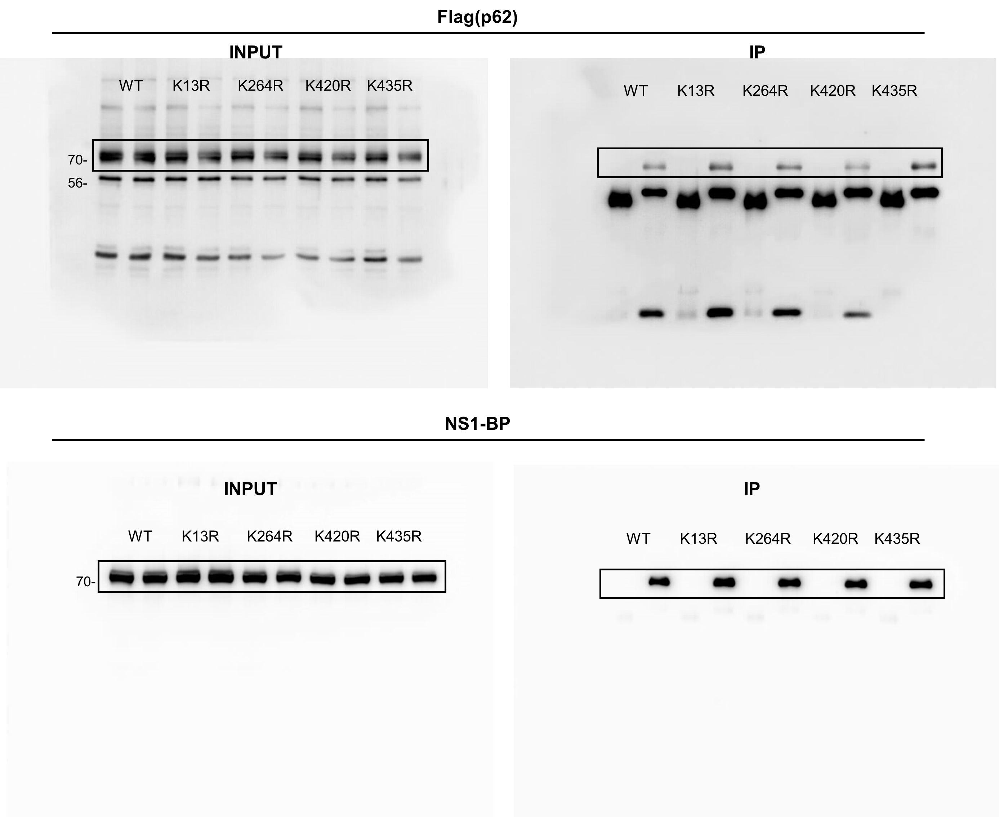 Flag(p62)
INPUT
IP
WT K13R K264R K420R K435R
WT K13R K264R K420R K435R
70-
56-
NS1-BP
INPUT
IP
WT K13R K264R K420R K435R
WT K13R K264R K420R K435R
70-